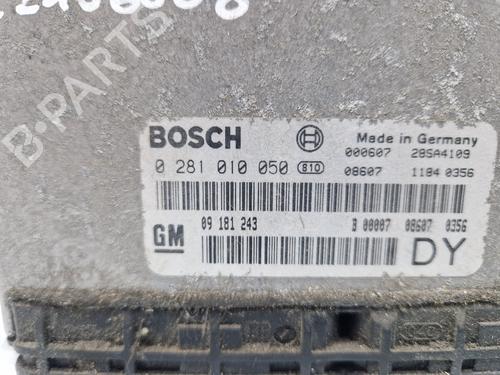 B-PARTS
BOSCH
Made in Germany
0 281 010 050 810
000607 28SA4109
08607 1184 0356
GM 09 181 243
B 00007 08607 0356
DY